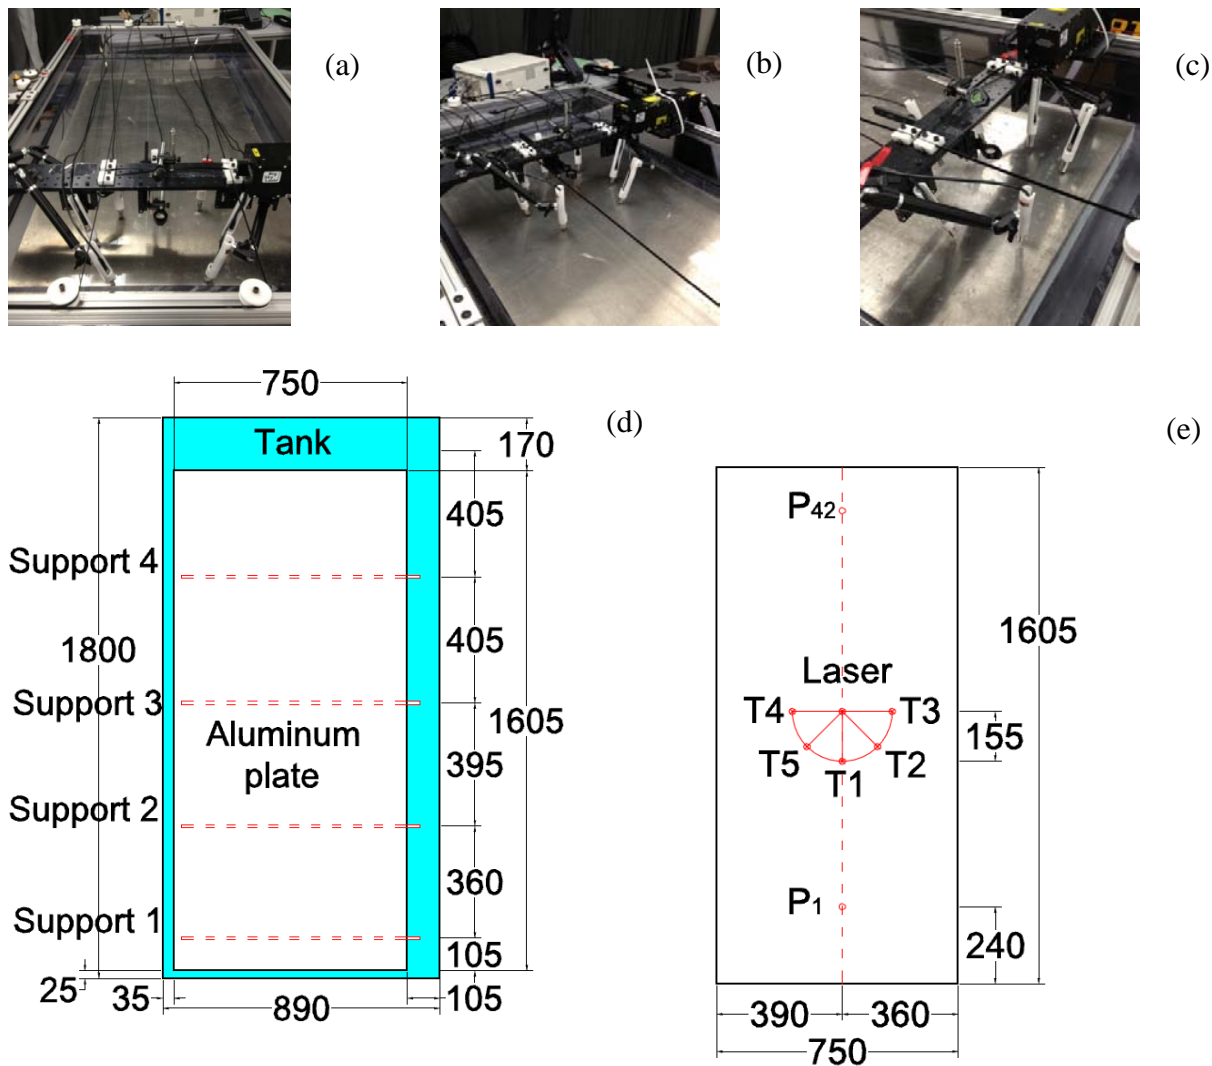 (a)
(b)
(c)
750
(d)
Tank
170
(e)
405
P42
Support 4
1800
405
1605
Laser
Support 3
T4
T3
Aluminum
plate
1605
155
395
T5
T2
T1
Support 2
360
P1
Support 1
240
105
25
35
890
105
390
360
750